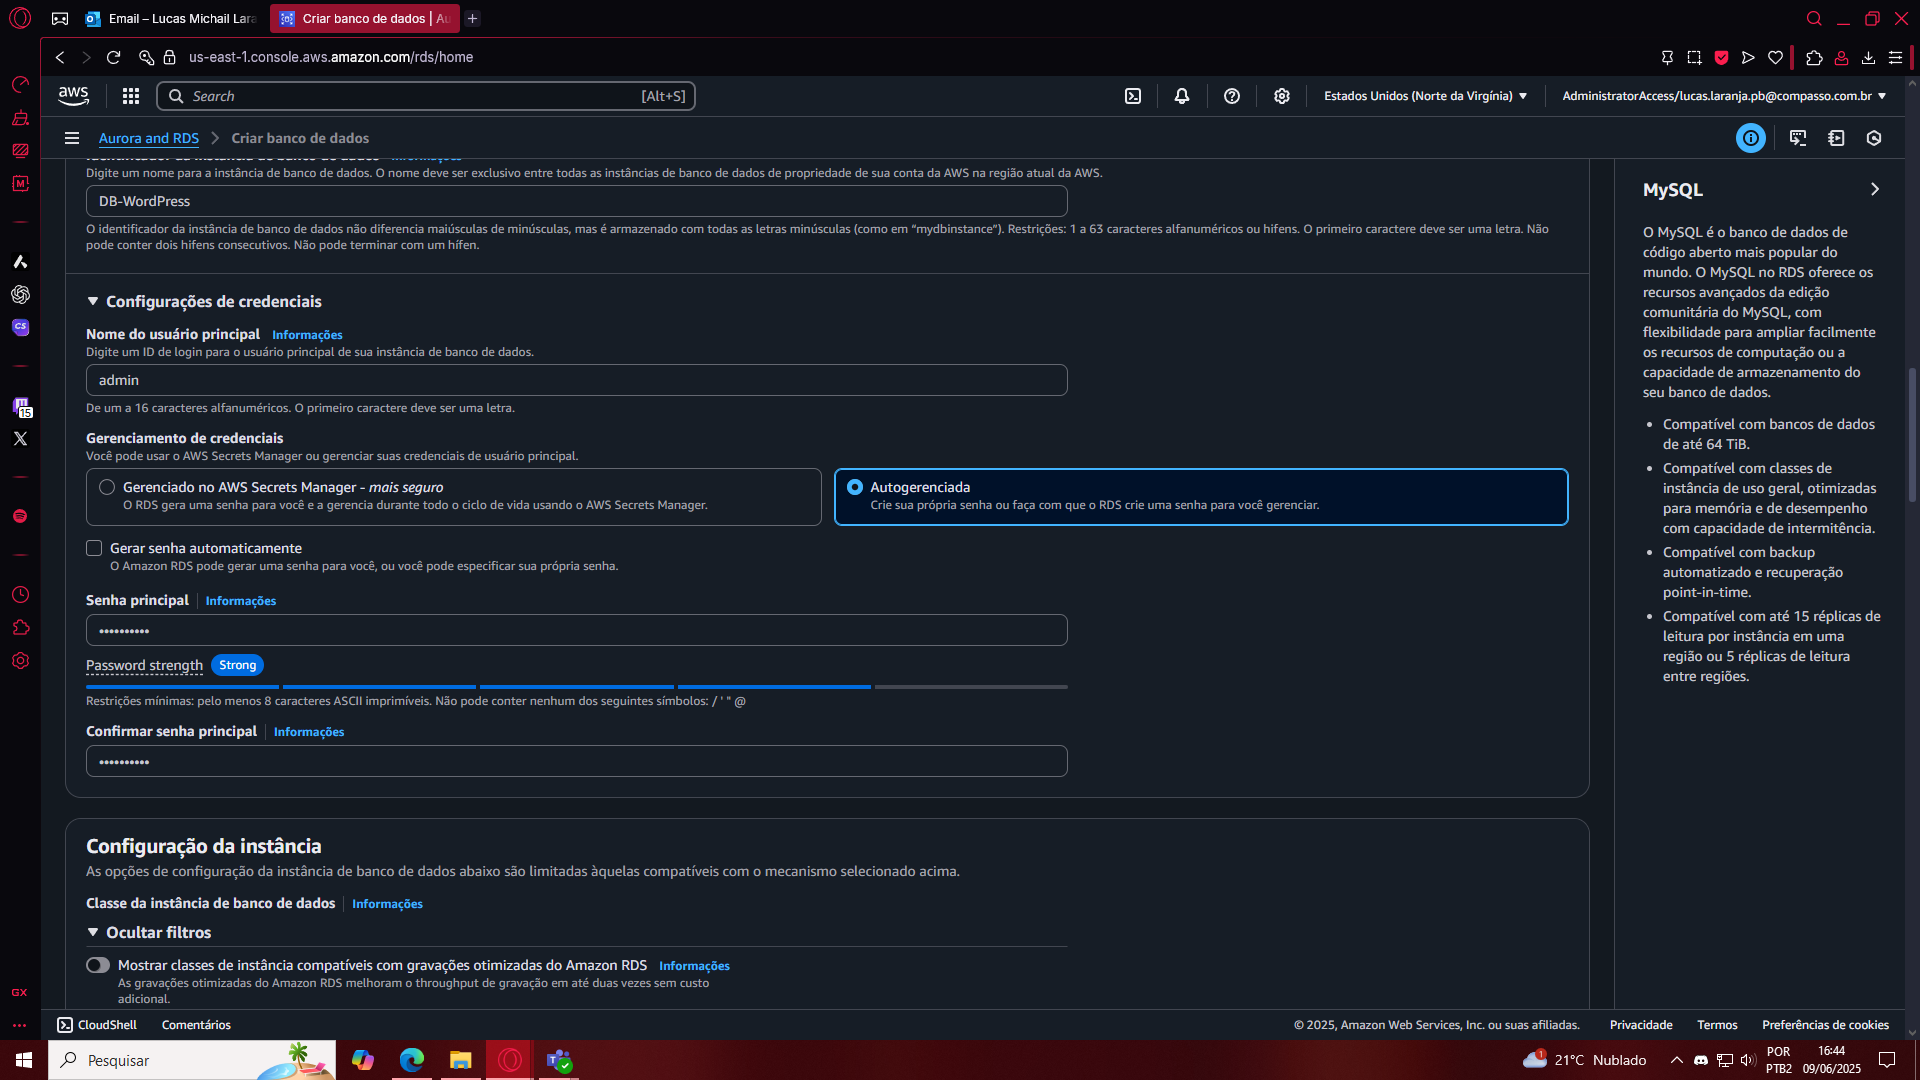 Email – Lucas Michail Lara
Criar banco de dados | Au
us-east-1.console.aws.amazon.com/rds/home
aws
Search
[Alt+S]
Estados Unidos (Norte da Virgínia)
AdministratorAccess/lucas.laranja.pb@compasso.com.br
Aurora and RDS
Criar banco de dados
Identificador da instância de banco de dados Informações
Digite um nome para a instância de banco de dados. O nome deve ser exclusivo entre todas as instâncias de banco de dados de propriedade de sua conta da AWS na região atual da AWS.
DB-WordPress
O identificador da instância de banco de dados não diferencia maiúsculas de minúsculas, mas é armazenado com todas as letras minúsculas (como em “mydbinstance”). Restrições: 1 a 63 caracteres alfanuméricos ou hifens. O primeiro caractere deve ser uma letra. Não
pode conter dois hifens consecutivos. Não pode terminar com um hífen.
Configurações de credenciais
Nome do usuário principal Informações
Digite um ID de login para o usuário principal de sua instância de banco de dados.
admin
De um a 16 caracteres alfanuméricos. O primeiro caractere deve ser uma letra.
Gerenciamento de credenciais
Você pode usar o AWS Secrets Manager ou gerenciar suas credenciais de usuário principal.
Gerenciado no AWS Secrets Manager - mais seguro
O RDS gera uma senha para você e a gerencia durante todo o ciclo de vida usando o AWS Secrets Manager.
Autogerenciada
Crie sua própria senha ou faça com que o RDS crie uma senha para você gerenciar.
Gerar senha automaticamente
O Amazon RDS pode gerar uma senha para você, ou você pode especificar sua própria senha.
Senha principal Informações
••••••••••
Password strength Strong
Restrições mínimas: pelo menos 8 caracteres ASCII imprimíveis. Não pode conter nenhum dos seguintes símbolos: / ' " @
Confirmar senha principal Informações
••••••••••
Configuração da instância
As opções de configuração da instância de banco de dados abaixo são limitadas àquelas compatíveis com o mecanismo selecionado acima.
Classe da instância de banco de dados Informações
Ocultar filtros
Mostrar classes de instância compatíveis com gravações otimizadas do Amazon RDS Informações
As gravações otimizadas do Amazon RDS melhoram o throughput de gravação em até duas vezes sem custo
adicional.
MySQL
O MySQL é o banco de dados de
código aberto mais popular do
mundo. O MySQL no RDS oferece os
recursos avançados da edição
comunitária do MySQL, com
flexibilidade para ampliar facilmente
os recursos de computação ou a
capacidade de armazenamento do
seu banco de dados.
• Compatível com bancos de dados
de até 64 TiB.
• Compatível com classes de
instância de uso geral, otimizadas
para memória e de desempenho
com capacidade de intermitência.
• Compatível com backup
automatizado e recuperação
point-in-time.
• Compatível com até 15 réplicas de
leitura por instância em uma
região ou 5 réplicas de leitura
entre regiões.
M
CS
15
GX
CloudShell
Comentários
© 2025, Amazon Web Services, Inc. ou suas afiliadas.
Privacidade
Termos
Preferências de cookies
Pesquisar
1
21°C Nublado
POR
PTB2
16:44
09/06/2025